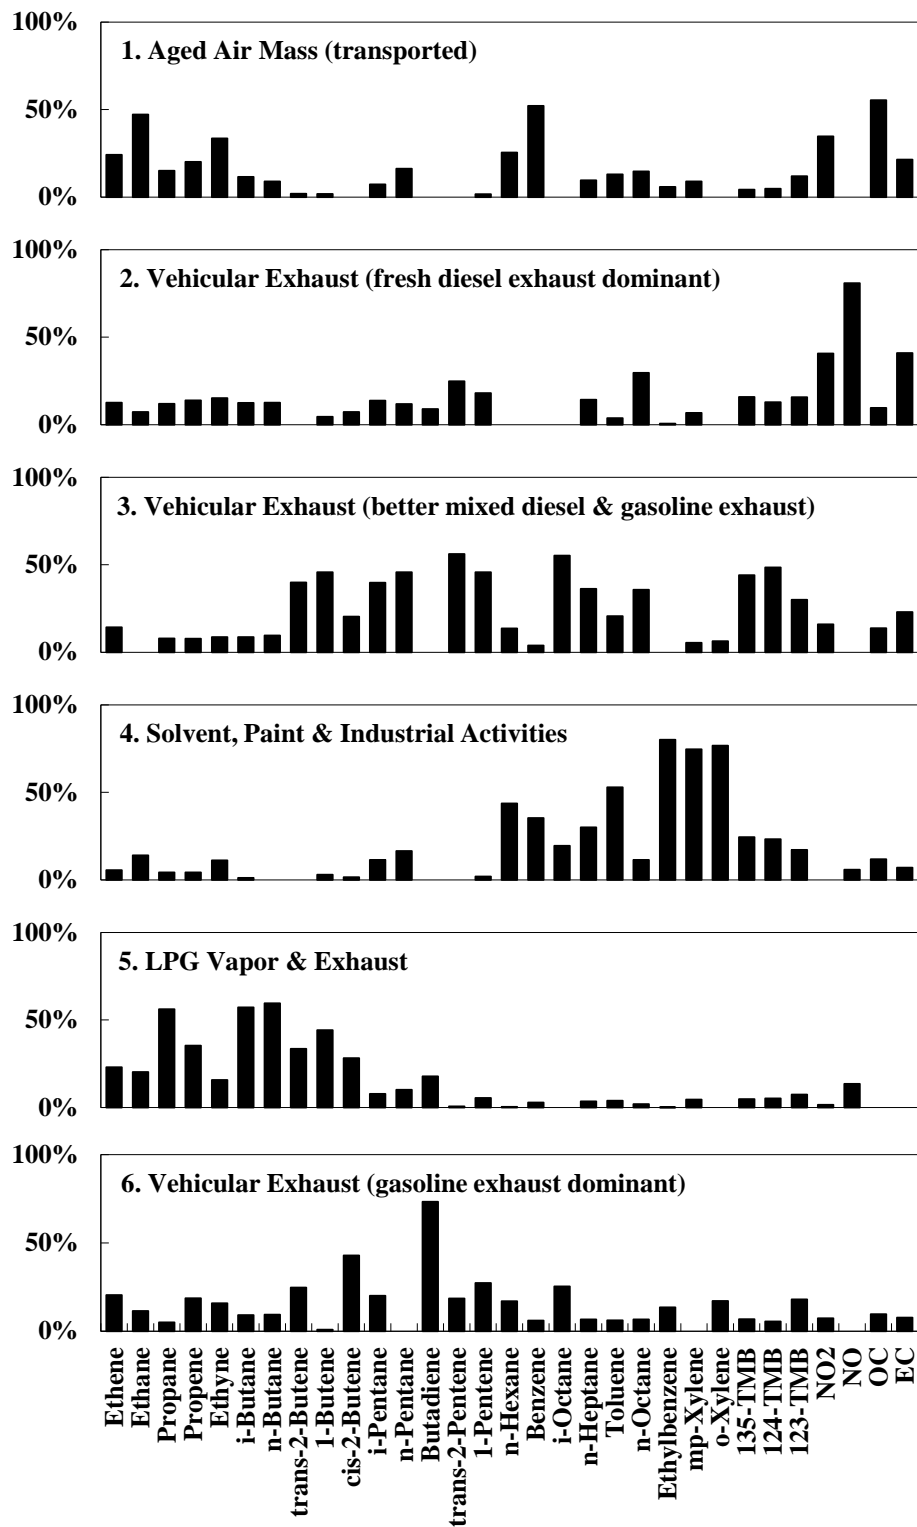 100%
1. Aged Air Mass (transported)
50%
0%
100%
2. Vehicular Exhaust (fresh diesel exhaust dominant)
50%
0%
100%
3. Vehicular Exhaust (better mixed diesel & gasoline exhaust)
50%
0%
100%
4. Solvent, Paint & Industrial Activities
50%
0%
100%
5. LPG Vapor & Exhaust
50%
0%
100%
6. Vehicular Exhaust (gasoline exhaust dominant)
50%
0%
Ethene
Ethane
Propane
Propene
Ethyne
i-Butane
n-Butane
trans-2-Butene
1-Butene
cis-2-Butene
i-Pentane
n-Pentane
Butadiene
trans-2-Pentene
1-Pentene
n-Hexane
Benzene
i-Octane
n-Heptane
Toluene
n-Octane
Ethylbenzene
mp-Xylene
o-Xylene
135-TMB
124-TMB
123-TMB
NO2
NO
OC
EC